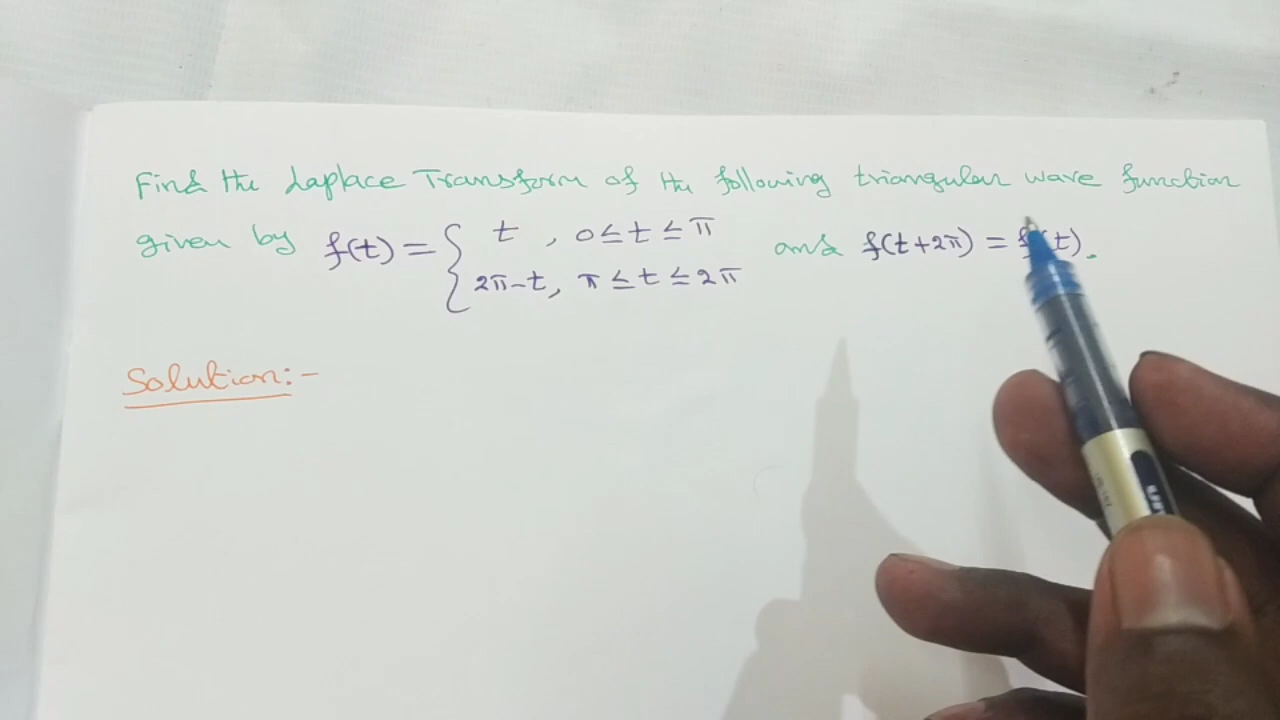 Find the Laplace Transform of the following triangular wave function
given by f(t) = { t , 0 ≤ t ≤ π
2π-t, π ≤ t ≤ 2π
and f(t+2π) = f(t).
Solution:-